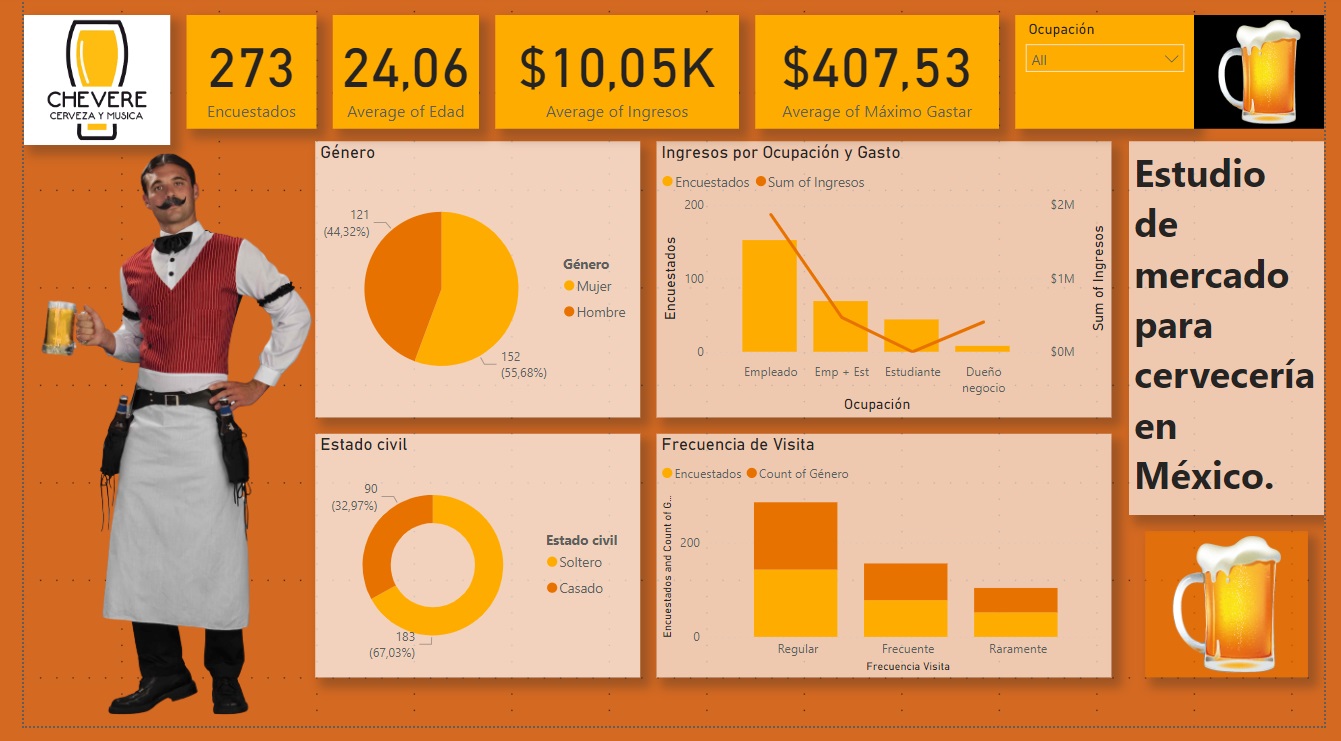 CHEVERE
CERVEZA Y MUSICA
273
Encuestados
24,06
Average of Edad
$10,05K
Average of Ingresos
$407,53
Average of Máximo Gastar
Ocupación
All
Género
121
(44,32%)
152
(55,68%)
Género
Mujer
Hombre
Ingresos por Ocupación y Gasto
Encuestados Sum of Ingresos
Encuestados
200
100
0
$2M
$1M
$0M
Sum of Ingresos
Empleado Emp + Est Estudiante Dueño
negocio
Ocupación
Estudio
de
mercado
para
cervecería
en
México.
Estado civil
90
(32,97%)
183
(67,03%)
Estado civil
Soltero
Casado
Frecuencia de Visita
Encuestados Count of Género
Encuestados and Count of G...
200
0
Regular Frecuente Raramente
Frecuencia Visita